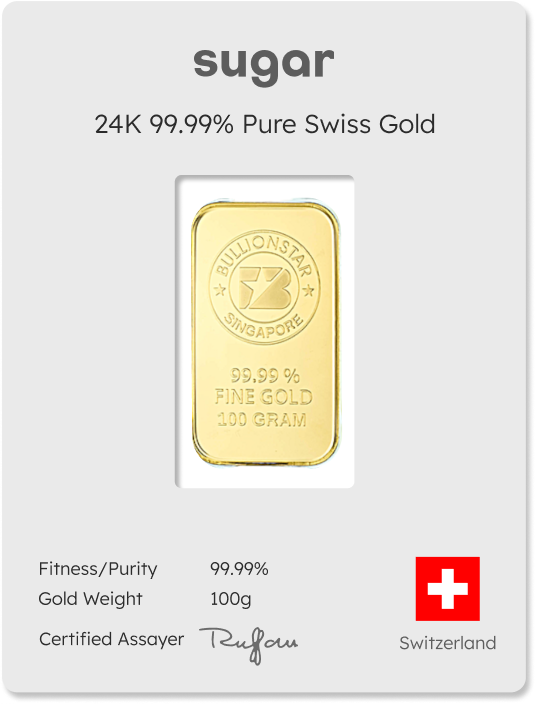 sugar
24K 99.99% Pure Swiss Gold
BULLIONSTAR
SINGAPORE
99.99 %
FINE GOLD
100 GRAM
Fitness/Purity 99.99%
Gold Weight 100g
Certified Assayer
Switzerland